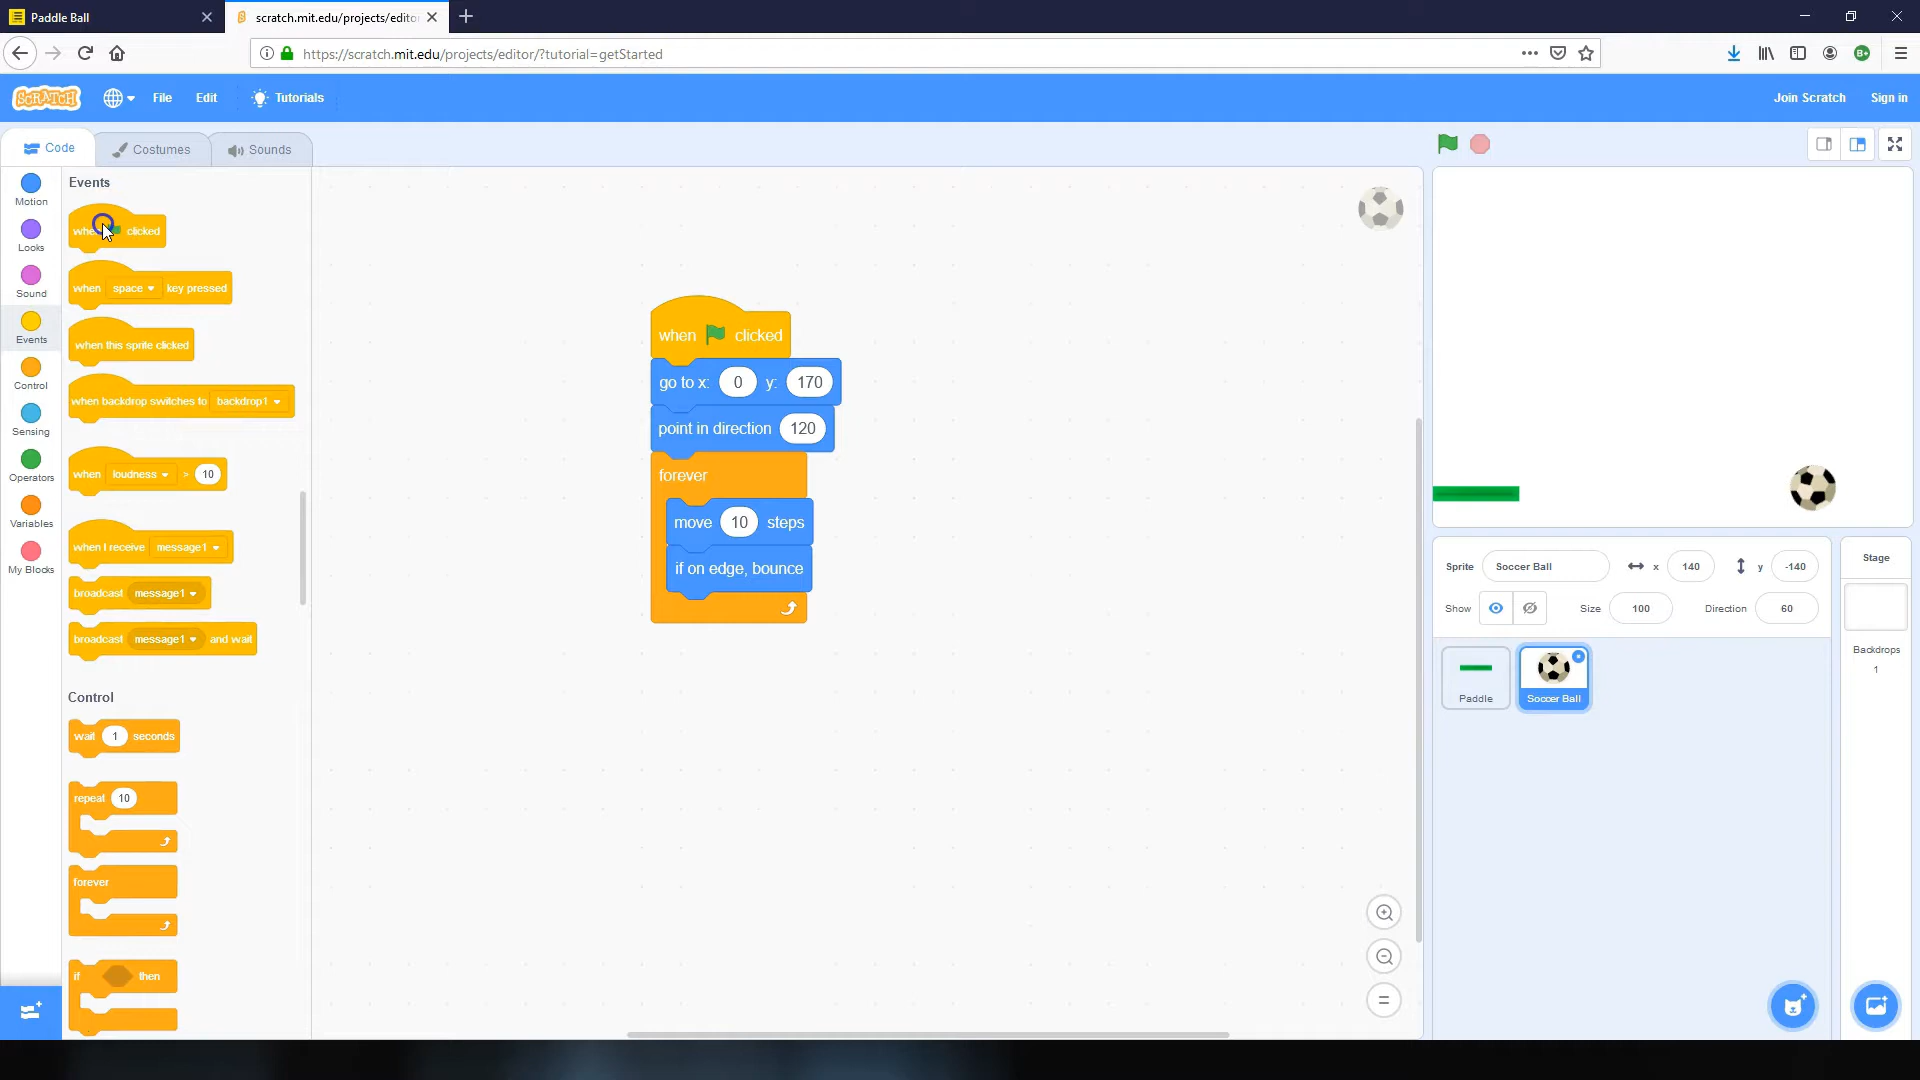 Paddle Ball
scratch.mit.edu/projects/edito
https://scratch.mit.edu/projects/editor/?tutorial=getStarted
B+
SCRATCH
File
Edit
Tutorials
Join Scratch
Sign in
Code
Costumes
Sounds
Motion
Looks
Sound
Events
Control
Sensing
Operators
Variables
My Blocks
Events
when clicked
when space key pressed
when this sprite clicked
when backdrop switches to backdrop1
when loudness > 10
when I receive message1
broadcast message1
broadcast message1 and wait
Control
wait 1 seconds
repeat 10
forever
if then
when clicked
go to x: 0 y: 170
point in direction 120
forever
move 10 steps
if on edge, bounce
Sprite Soccer Ball x 140 y -140
Show Size 100 Direction 60
Paddle
Soccer Ball
Stage
Backdrops
1